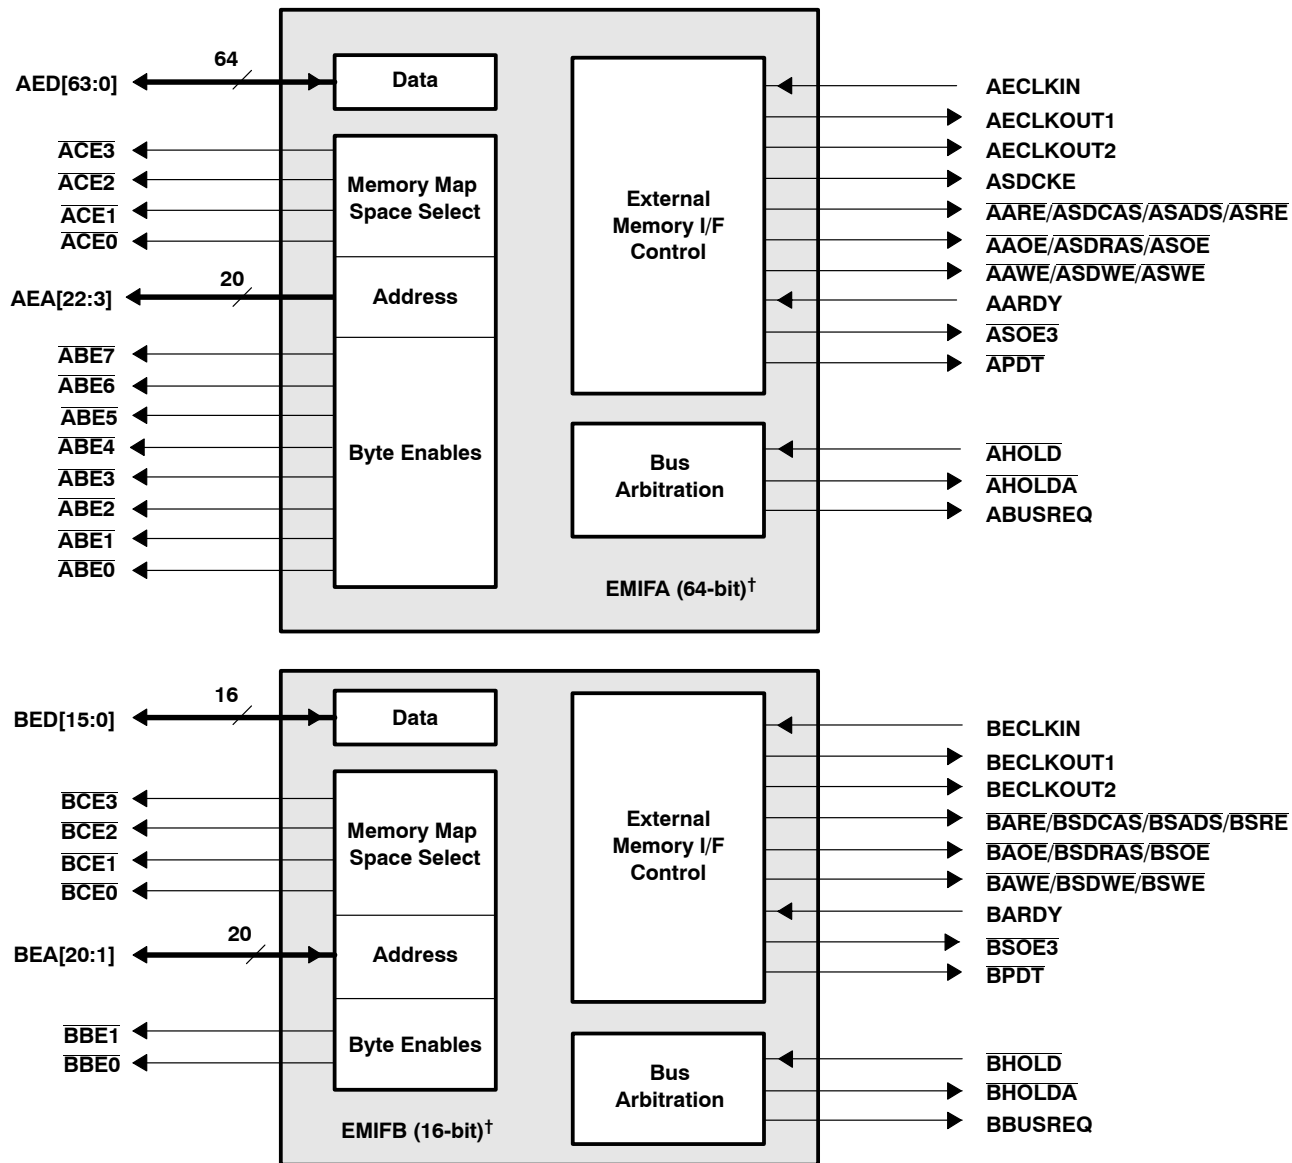 64
AED[63:0]
Data
ACE3
ACE2
ACE1
ACE0
Memory Map
Space Select
20
AEA[22:3]
Address
ABE7
ABE6
ABE5
ABE4
ABE3
ABE2
ABE1
ABE0
Byte Enables
External
Memory I/F
Control
AECLKIN
AECLKOUT1
AECLKOUT2
ASDCKE
AARE/ASDCAS/ASADS/ASRE
AAOE/ASDRAS/ASOE
AAWE/ASDWE/ASWE
AARDY
ASOE3
APDT
Bus
Arbitration
AHOLD
AHOLDA
ABUSREQ
EMIFA (64-bit)†
16
BED[15:0]
Data
BCE3
BCE2
BCE1
BCE0
Memory Map
Space Select
20
BEA[20:1]
Address
BBE1
BBE0
Byte Enables
External
Memory I/F
Control
BECLKIN
BECLKOUT1
BECLKOUT2
BARE/BSDCAS/BSADS/BSRE
BAOE/BSDRAS/BSOE
BAWE/BSDWE/BSWE
BARDY
BSOE3
BPDT
Bus
Arbitration
BHOLD
BHOLDA
BBUSREQ
EMIFB (16-bit)†